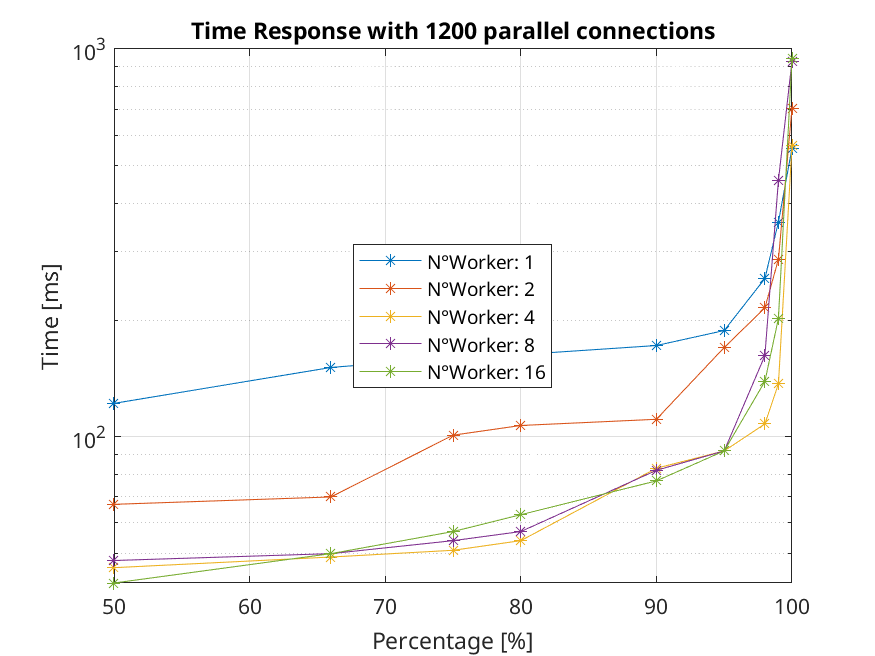 Time Response with 1200 parallel connections
10³
10²
Time [ms]
N°Worker: 1
N°Worker: 2
N°Worker: 4
N°Worker: 8
N°Worker: 16
50 60 70 80 90 100
Percentage [%]